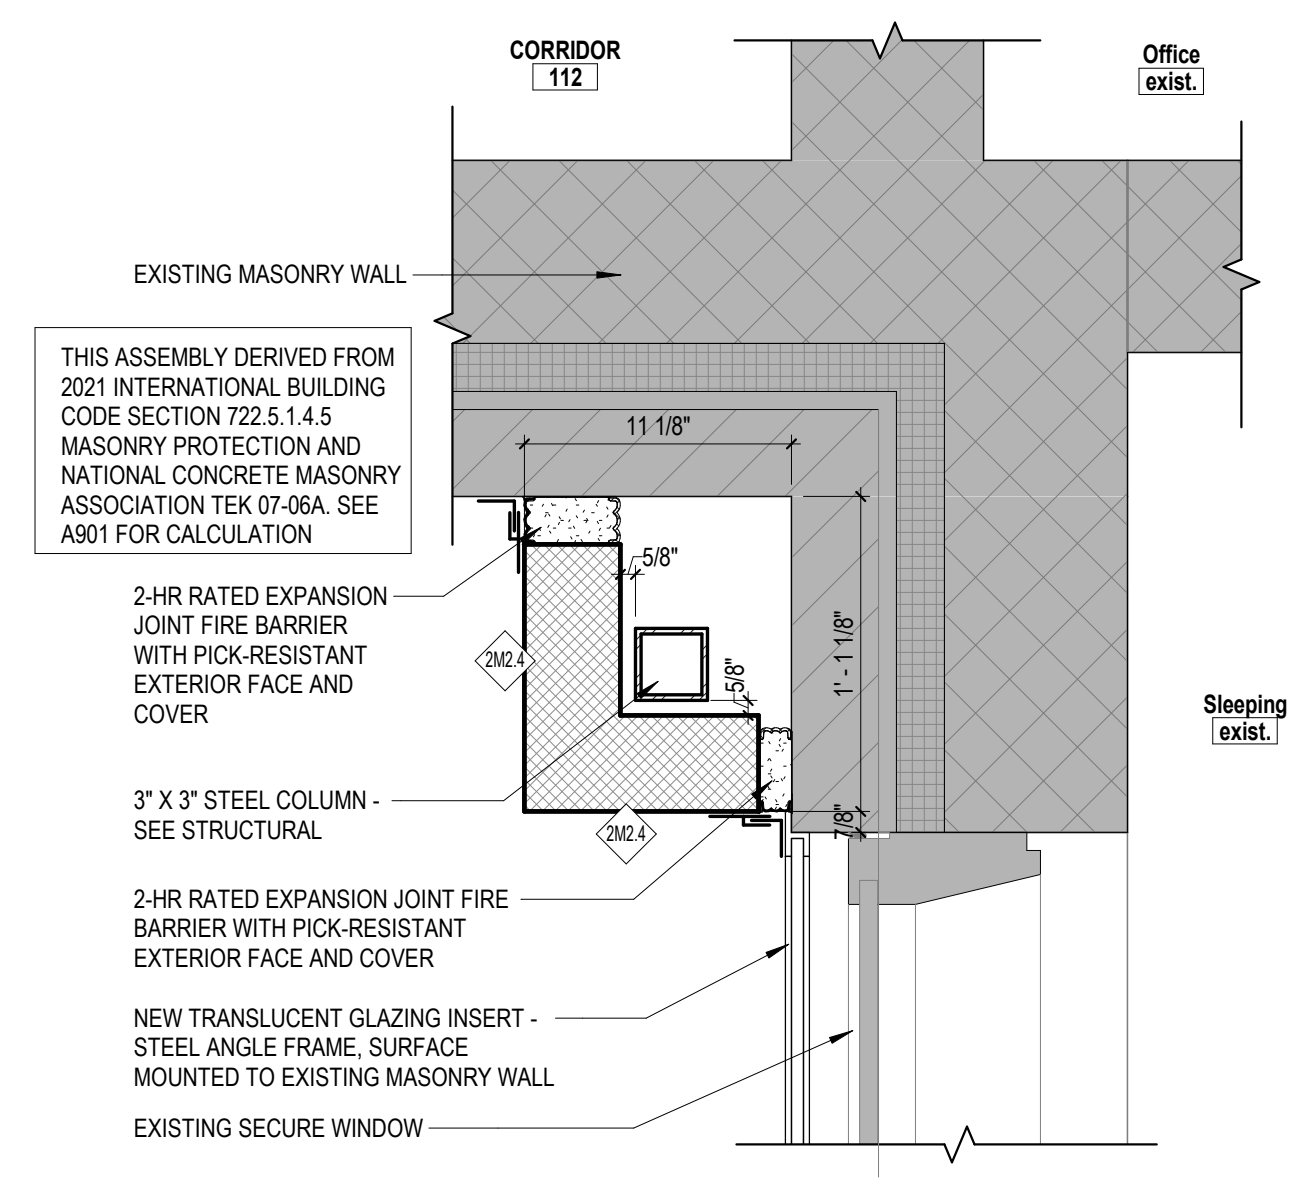 CORRIDOR
112
Office
exist.
EXISTING MASONRY WALL
THIS ASSEMBLY DERIVED FROM
2021 INTERNATIONAL BUILDING
CODE SECTION 722.5.1.4.5
MASONRY PROTECTION AND
NATIONAL CONCRETE MASONRY
ASSOCIATION TEK 07-06A. SEE
A901 FOR CALCULATION
11 1/8"
5/8"
2-HR RATED EXPANSION
JOINT FIRE BARRIER
WITH PICK-RESISTANT
EXTERIOR FACE AND
COVER
2M2.4
5/8"
1' - 1 1/8"
Sleeping
exist.
3" X 3" STEEL COLUMN -
SEE STRUCTURAL
2M2.4
7/8"
2-HR RATED EXPANSION JOINT FIRE
BARRIER WITH PICK-RESISTANT
EXTERIOR FACE AND COVER
NEW TRANSLUCENT GLAZING INSERT -
STEEL ANGLE FRAME, SURFACE
MOUNTED TO EXISTING MASONRY WALL
EXISTING SECURE WINDOW